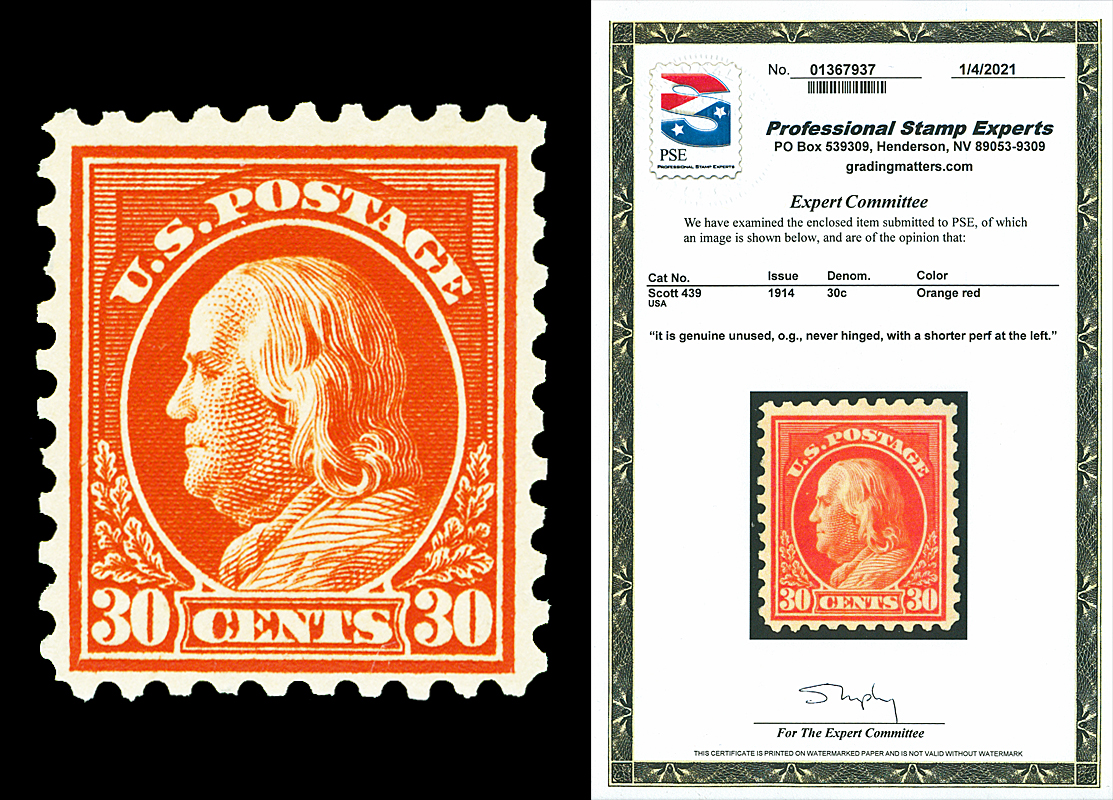 U.S. POSTAGE
30 CENTS 30
No. 01367937 1/4/2021
PSE
PROFESSIONAL STAMP EXPERTS
Professional Stamp Experts
PO Box 539309, Henderson, NV 89053-9309
gradingmatters.com
Expert Committee
We have examined the enclosed item submitted to PSE, of which
an image is shown below, and are of the opinion that:
Cat No. Issue Denom. Color
Scott 439 1914 30c Orange red
USA
“it is genuine unused, o.g., never hinged, with a shorter perf at the left.”
U.S. POSTAGE
30 CENTS 30
For The Expert Committee
THIS CERTIFICATE IS PRINTED ON WATERMARKED PAPER AND IS NOT VALID WITHOUT WATERMARK